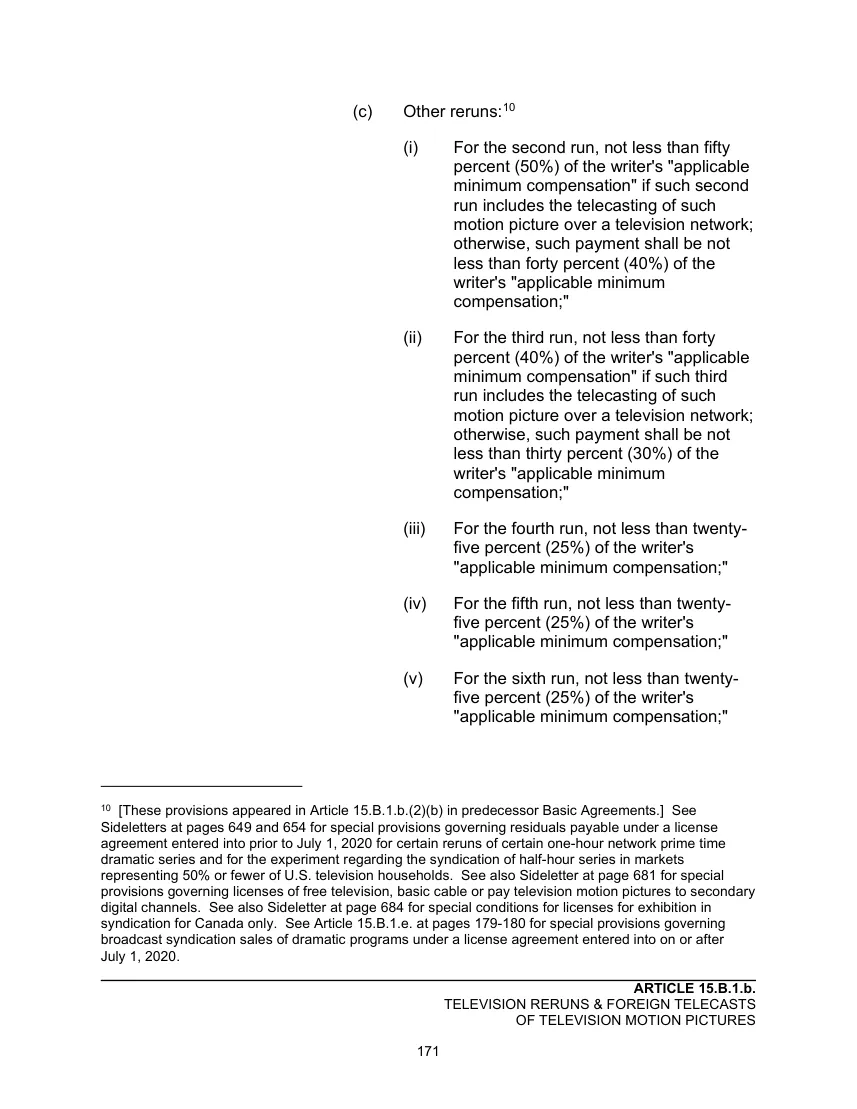 (c) Other reruns:10
(i) For the second run, not less than fifty
percent (50%) of the writer's "applicable
minimum compensation" if such second
run includes the telecasting of such
motion picture over a television network;
otherwise, such payment shall be not
less than forty percent (40%) of the
writer's "applicable minimum
compensation;"
(ii) For the third run, not less than forty
percent (40%) of the writer's "applicable
minimum compensation" if such third
run includes the telecasting of such
motion picture over a television network;
otherwise, such payment shall be not
less than thirty percent (30%) of the
writer's "applicable minimum
compensation;"
(iii) For the fourth run, not less than twenty-
five percent (25%) of the writer's
"applicable minimum compensation;"
(iv) For the fifth run, not less than twenty-
five percent (25%) of the writer's
"applicable minimum compensation;"
(v) For the sixth run, not less than twenty-
five percent (25%) of the writer's
"applicable minimum compensation;"
10 [These provisions appeared in Article 15.B.1.b.(2)(b) in predecessor Basic Agreements.] See
Sideletters at pages 649 and 654 for special provisions governing residuals payable under a license
agreement entered into prior to July 1, 2020 for certain reruns of certain one-hour network prime time
dramatic series and for the experiment regarding the syndication of half-hour series in markets
representing 50% or fewer of U.S. television households. See also Sideletter at page 681 for special
provisions governing licenses of free television, basic cable or pay television motion pictures to secondary
digital channels. See also Sideletter at page 684 for special conditions for licenses for exhibition in
syndication for Canada only. See Article 15.B.1.e. at pages 179-180 for special provisions governing
broadcast syndication sales of dramatic programs under a license agreement entered into on or after
July 1, 2020.
ARTICLE 15.B.1.b.
TELEVISION RERUNS & FOREIGN TELECASTS
OF TELEVISION MOTION PICTURES
171